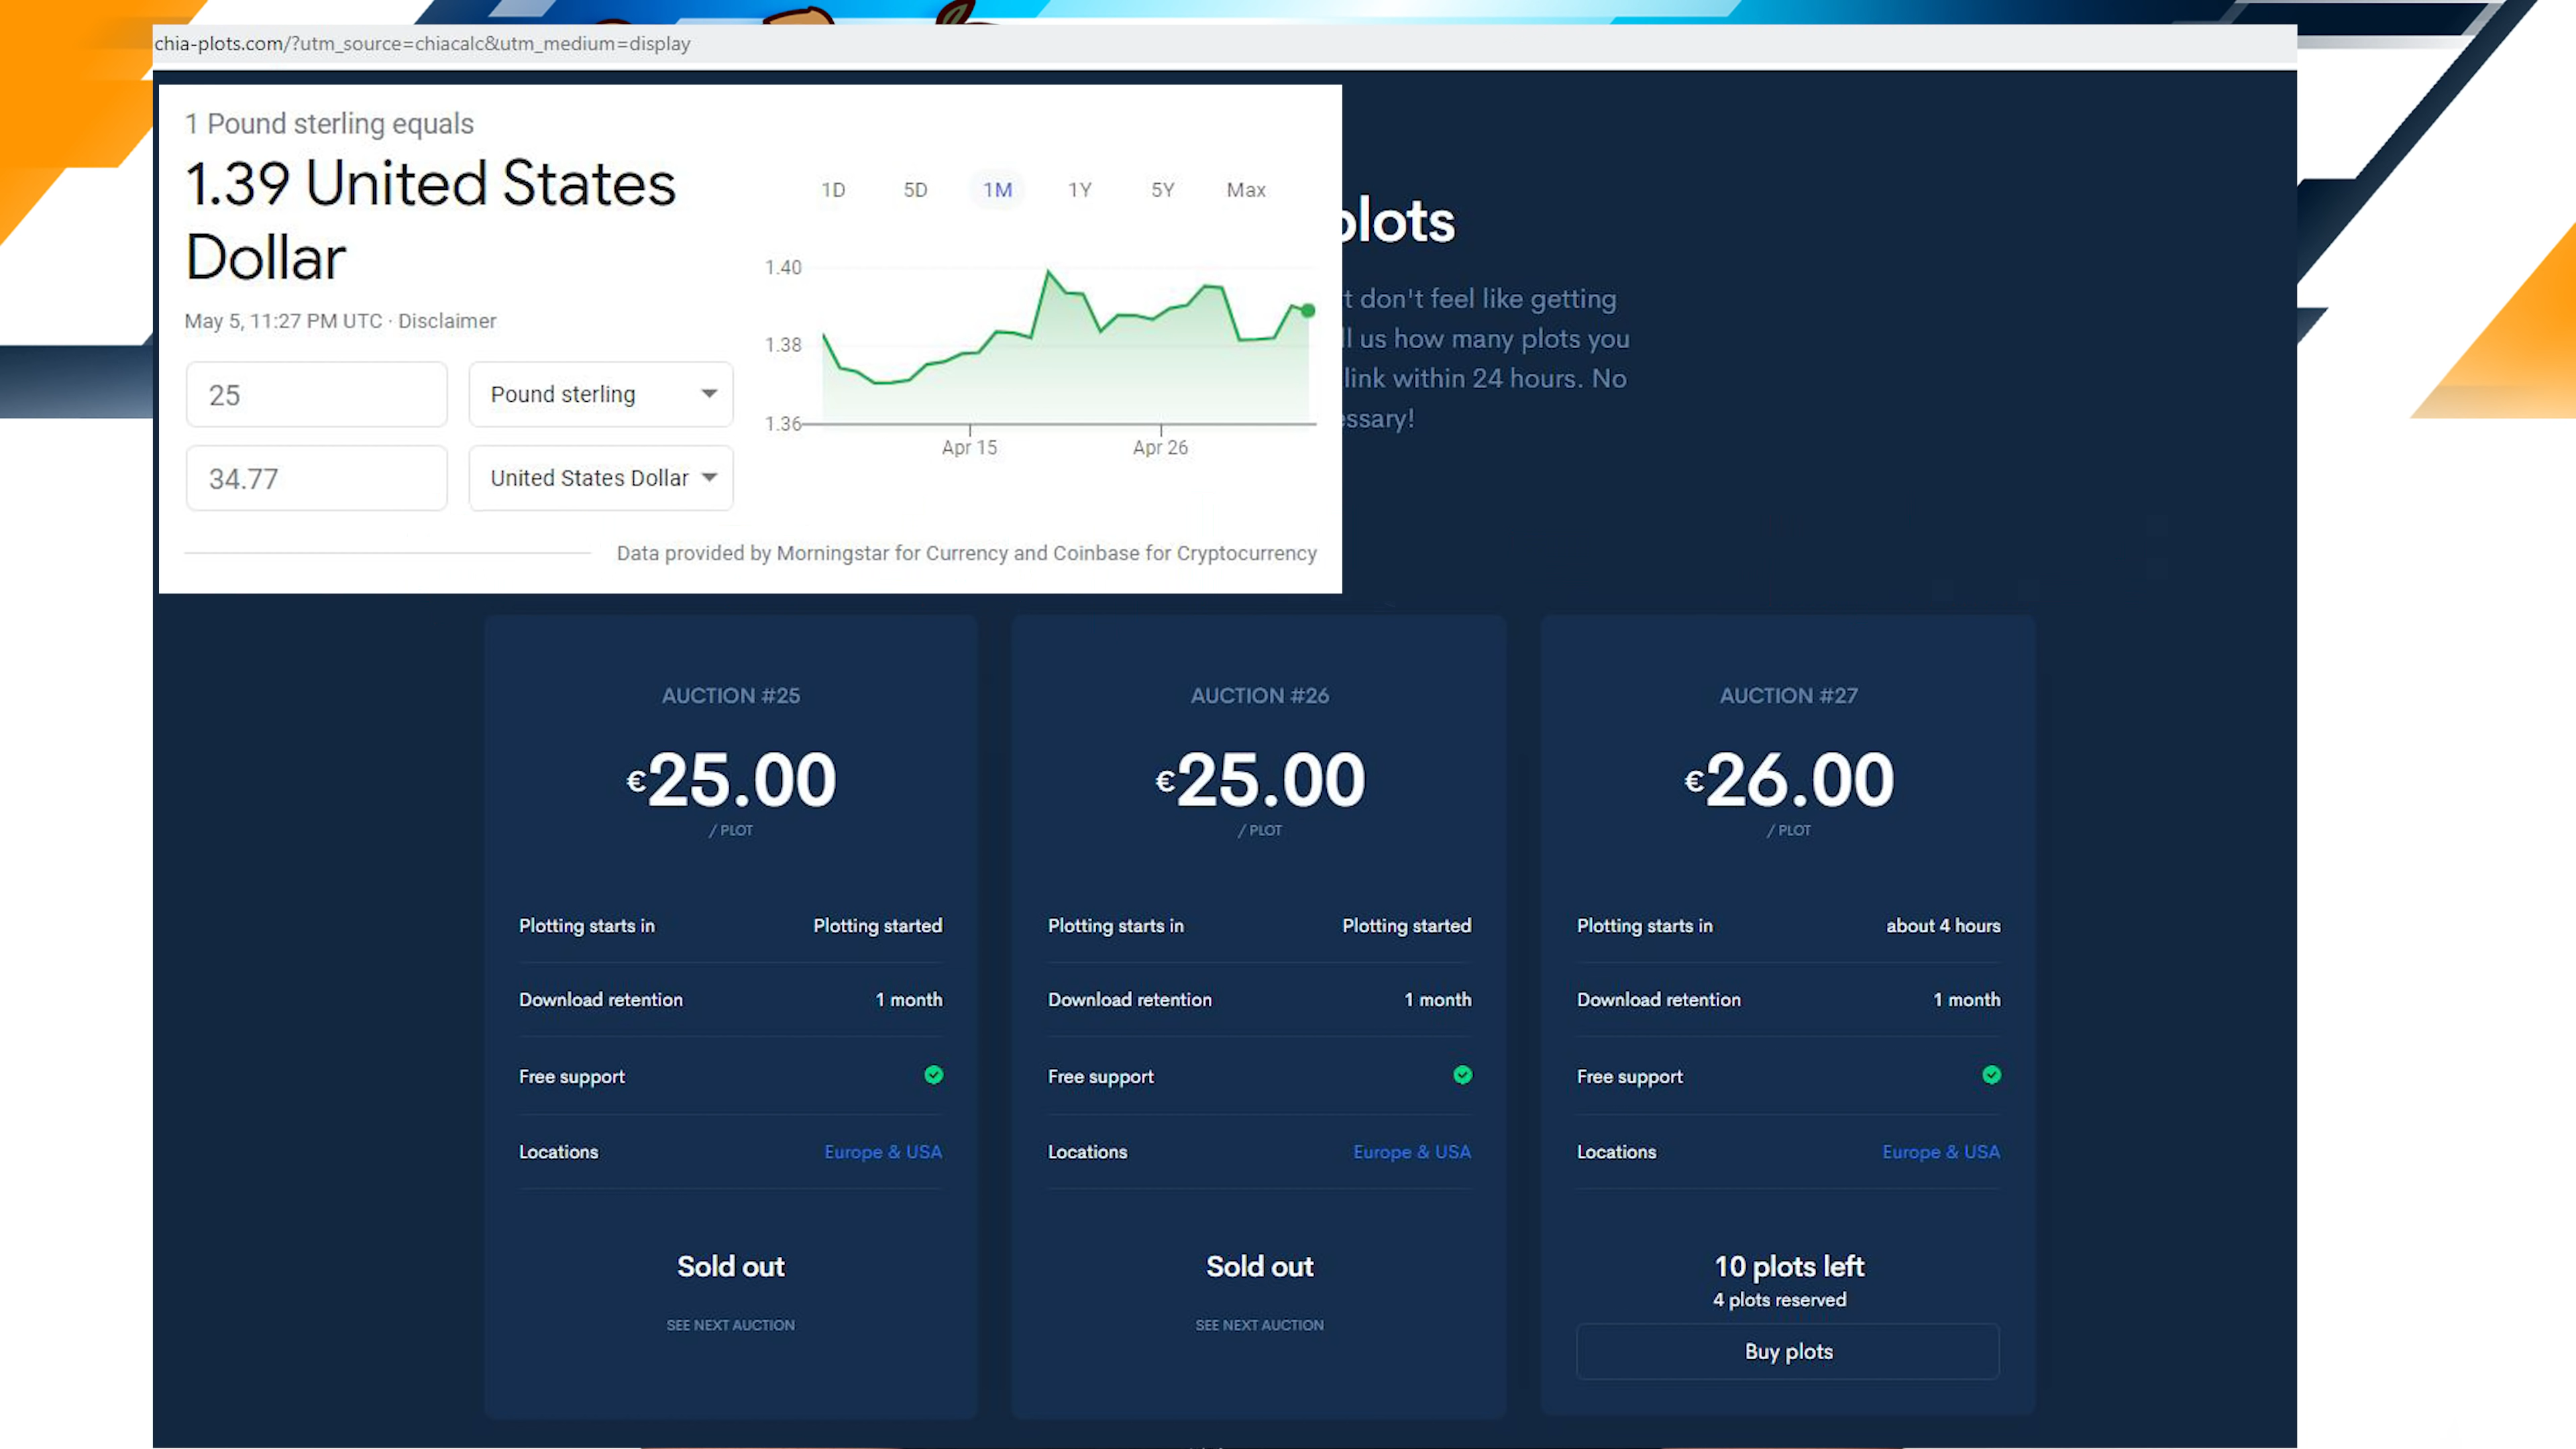 chia-plots.com/?utm_source=chiacalc&utm_medium=display
1 Pound sterling equals
1.39 United States
Dollar
May 5, 11:27 PM UTC · Disclaimer
25
Pound sterling
34.77
United States Dollar
1D 5D 1M 1Y 5Y Max
1.40
1.38
1.36
Apr 15 Apr 26
Data provided by Morningstar for Currency and Coinbase for Cryptocurrency
plots
t don't feel like getting
ll us how many plots you
link within 24 hours. No
essary!
AUCTION #25
€25.00
/ PLOT
Plotting starts in Plotting started
Download retention 1 month
Free support
Locations Europe & USA
Sold out
SEE NEXT AUCTION
AUCTION #26
€25.00
/ PLOT
Plotting starts in Plotting started
Download retention 1 month
Free support
Locations Europe & USA
Sold out
SEE NEXT AUCTION
AUCTION #27
€26.00
/ PLOT
Plotting starts in about 4 hours
Download retention 1 month
Free support
Locations Europe & USA
10 plots left
4 plots reserved
Buy plots